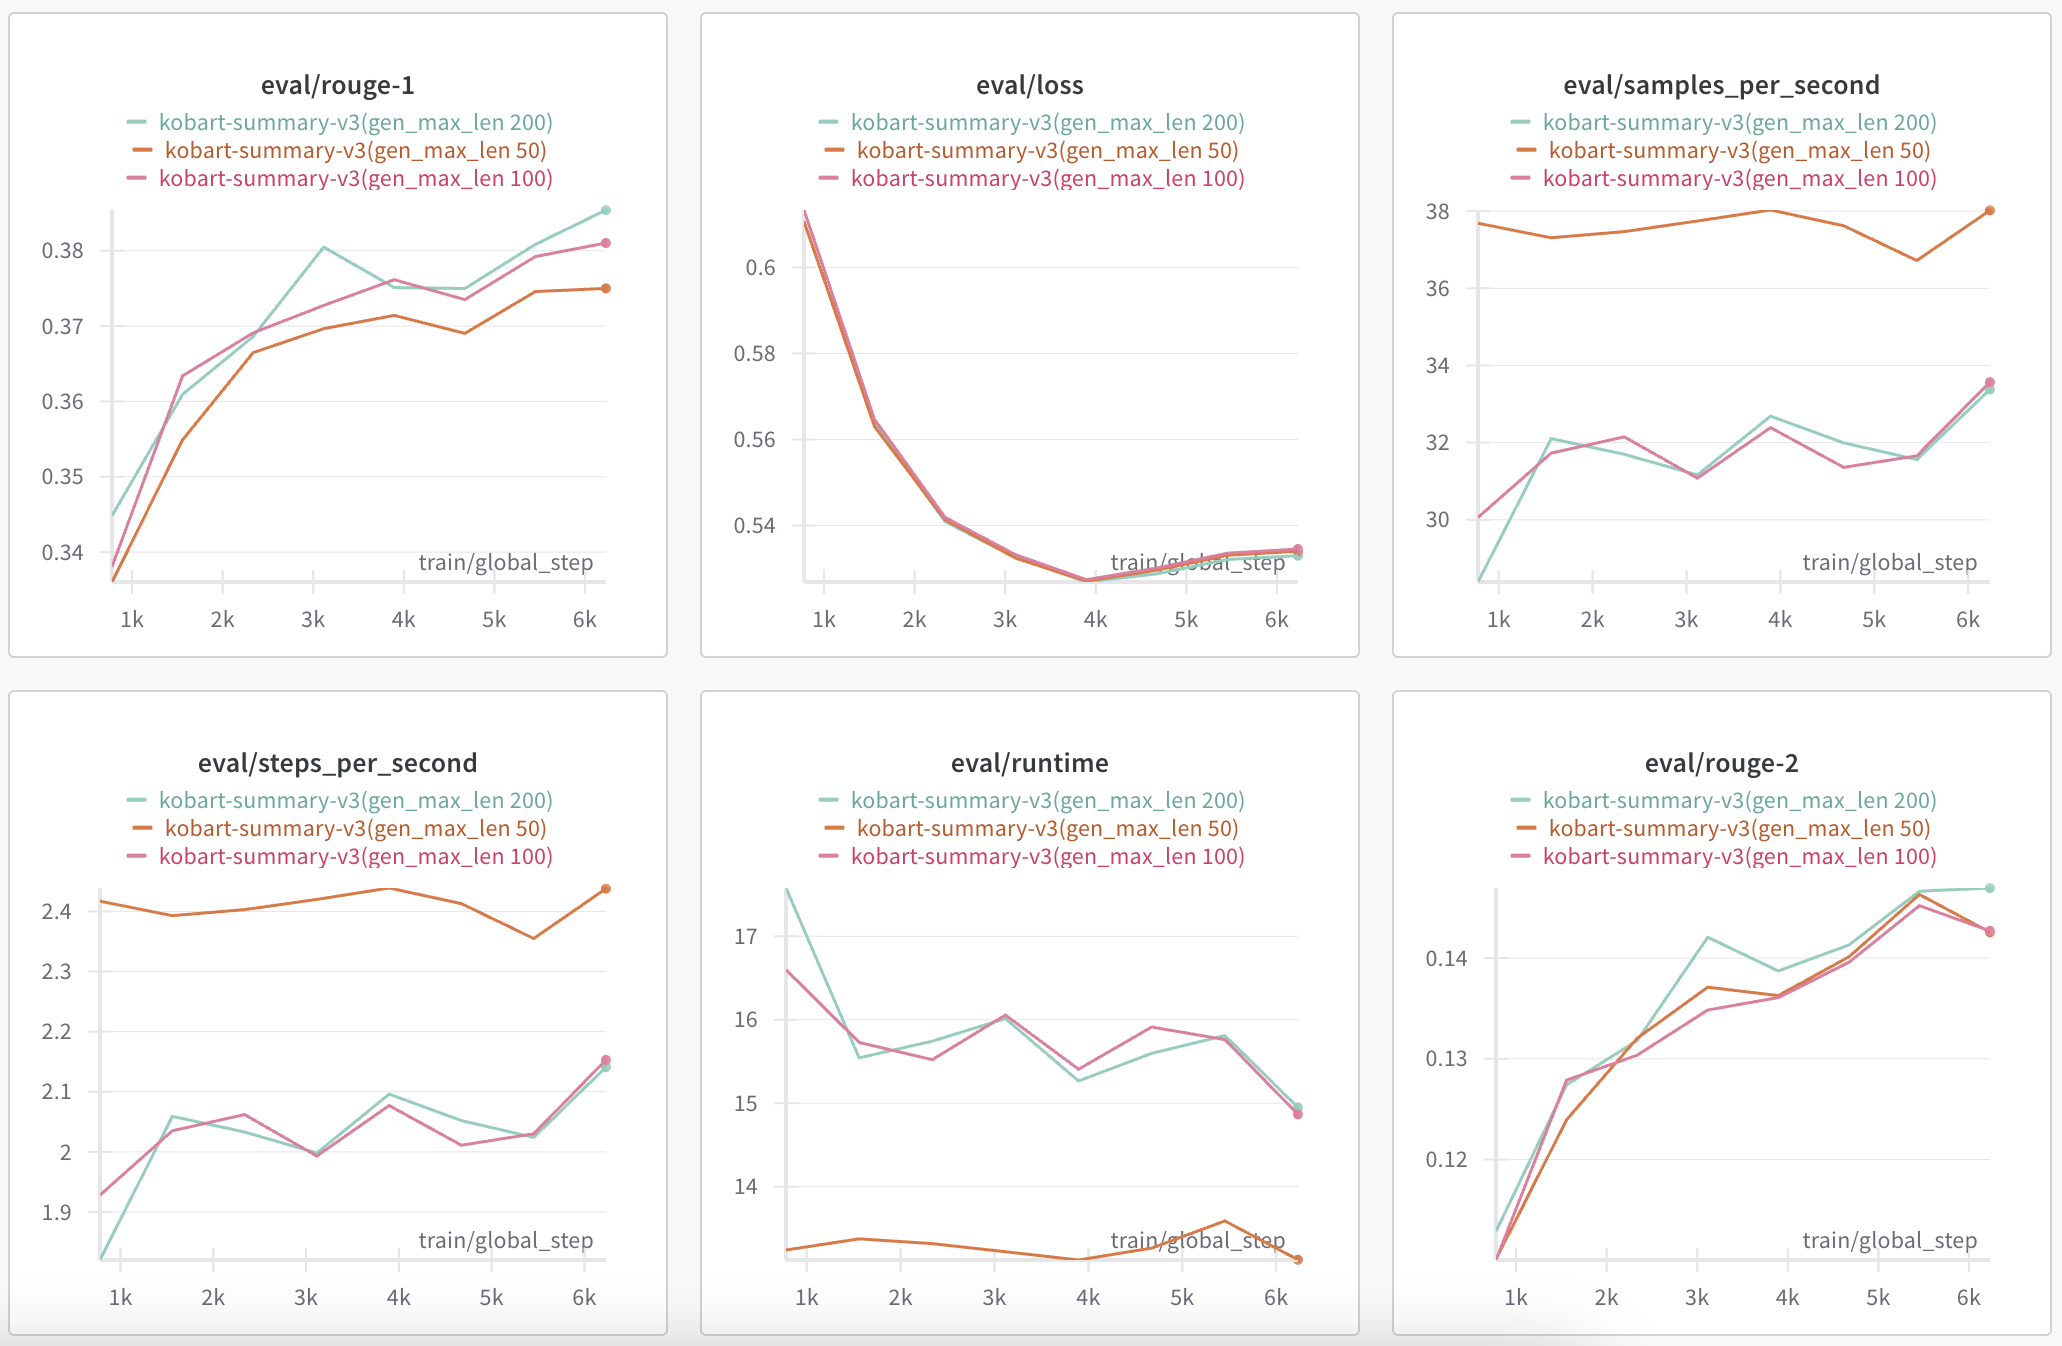 eval/rouge-1
kobart-summary-v3(gen_max_len 200)
kobart-summary-v3(gen_max_len 50)
kobart-summary-v3(gen_max_len 100)
0.38
0.37
0.36
0.35
0.34
train/global_step
1k 2k 3k 4k 5k 6k
eval/loss
kobart-summary-v3(gen_max_len 200)
kobart-summary-v3(gen_max_len 50)
kobart-summary-v3(gen_max_len 100)
0.6
0.58
0.56
0.54
train/global_step
1k 2k 3k 4k 5k 6k
eval/samples_per_second
kobart-summary-v3(gen_max_len 200)
kobart-summary-v3(gen_max_len 50)
kobart-summary-v3(gen_max_len 100)
38
36
34
32
30
train/global_step
1k 2k 3k 4k 5k 6k
eval/steps_per_second
kobart-summary-v3(gen_max_len 200)
kobart-summary-v3(gen_max_len 50)
kobart-summary-v3(gen_max_len 100)
2.4
2.3
2.2
2.1
2
1.9
train/global_step
1k 2k 3k 4k 5k 6k
eval/runtime
kobart-summary-v3(gen_max_len 200)
kobart-summary-v3(gen_max_len 50)
kobart-summary-v3(gen_max_len 100)
17
16
15
14
train/global_step
1k 2k 3k 4k 5k 6k
eval/rouge-2
kobart-summary-v3(gen_max_len 200)
kobart-summary-v3(gen_max_len 50)
kobart-summary-v3(gen_max_len 100)
0.14
0.13
0.12
train/global_step
1k 2k 3k 4k 5k 6k